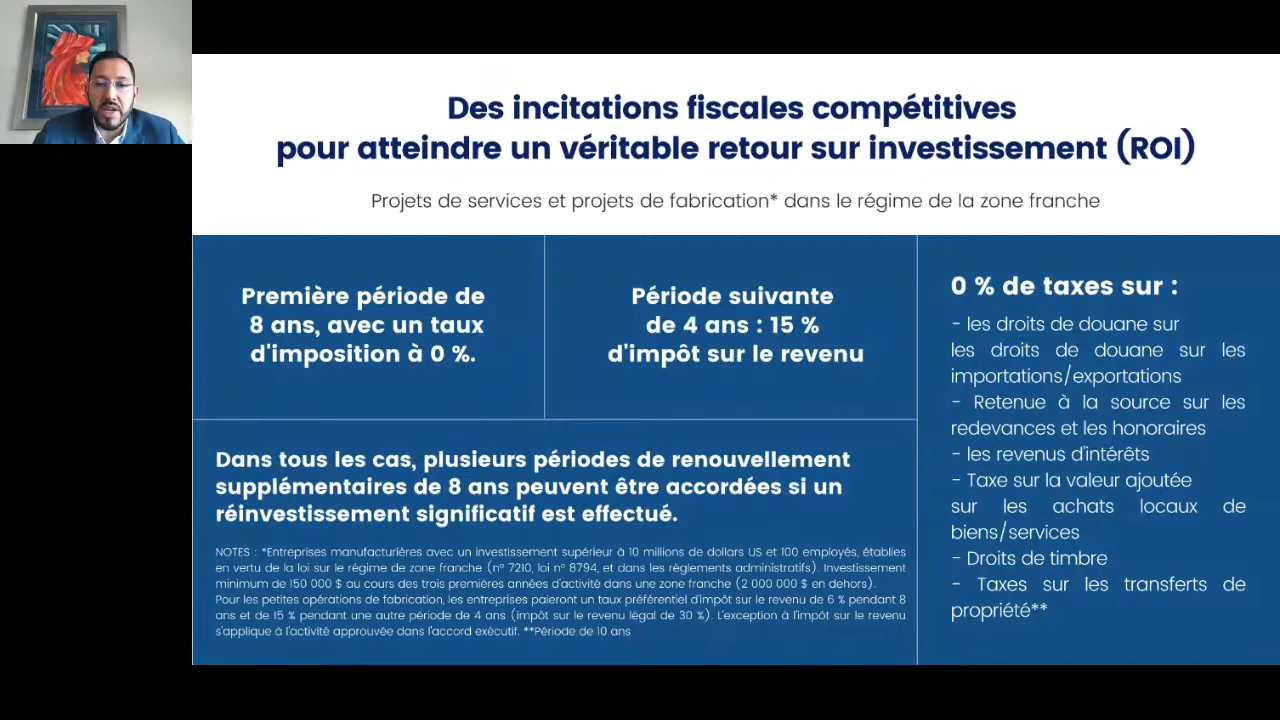 Des incitations fiscales compétitives
pour atteindre un véritable retour sur investissement (ROI)
Projets de services et projets de fabrication* dans le régime de la zone franche
Première période de
8 ans, avec un taux
d'imposition à 0 %.
Période suivante
de 4 ans : 15 %
d'impôt sur le revenu
Dans tous les cas, plusieurs périodes de renouvellement
supplémentaires de 8 ans peuvent être accordées si un
réinvestissement significatif est effectué.
NOTES : *Entreprises manufacturières avec un investissement supérieur à 10 millions de dollars US et 100 employés, établies
en vertu de la loi sur le régime de zone franche (nº 7210, loi nº 8794, et dans les règlements administratifs). Investissement
minimum de 150 000 $ au cours des trois premières années d'activité dans une zone franche (2 000 000 $ en dehors).
Pour les petites opérations de fabrication, les entreprises paieront un taux préférentiel d'impôt sur le revenu de 6 % pendant 8
ans et de 15 % pendant une autre période de 4 ans (impôt sur le revenu légal de 30 %). L'exception à l'impôt sur le revenu
s'applique à l'activité approuvée dans l'accord exécutif. **Période de 10 ans
0 % de taxes sur :
- les droits de douane sur
les droits de douane sur les
importations/exportations
- Retenue à la source sur les
redevances et les honoraires
- les revenus d'intérêts
- Taxe sur la valeur ajoutée
sur les achats locaux de
biens/services
- Droits de timbre
- Taxes sur les transferts de
propriété**